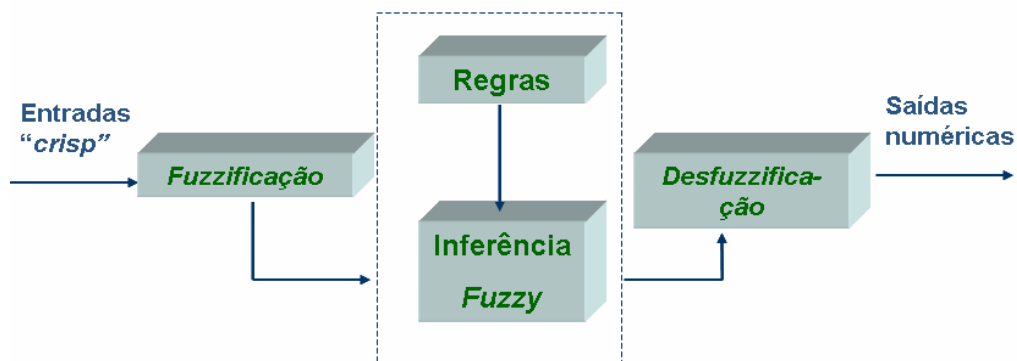 Entradas
“crisp”
Fuzzificação
Regras
Inferência
Fuzzy
Desfuzzifica-
ção
Saídas
numéricas